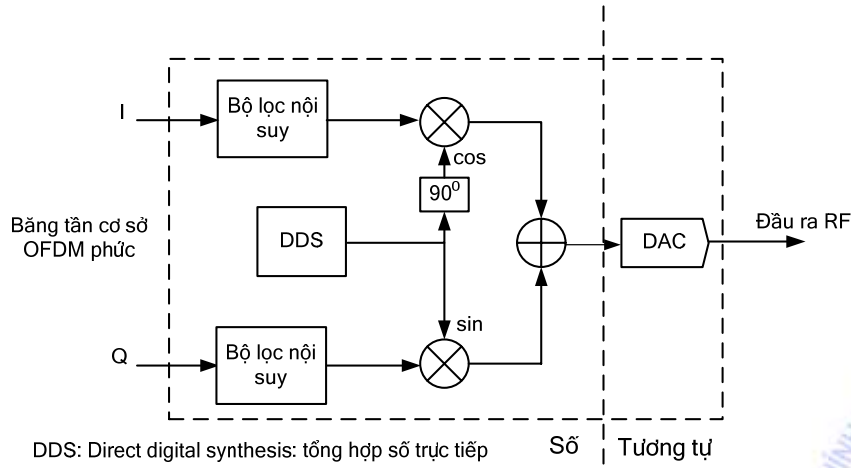 I
Bộ lọc nội
suy
cos
90⁰
Băng tần cơ sở
OFDM phức
DDS
DAC
Đầu ra RF
sin
Q
Bộ lọc nội
suy
DDS: Direct digital synthesis: tổng hợp số trực tiếp
Số
Tương tự